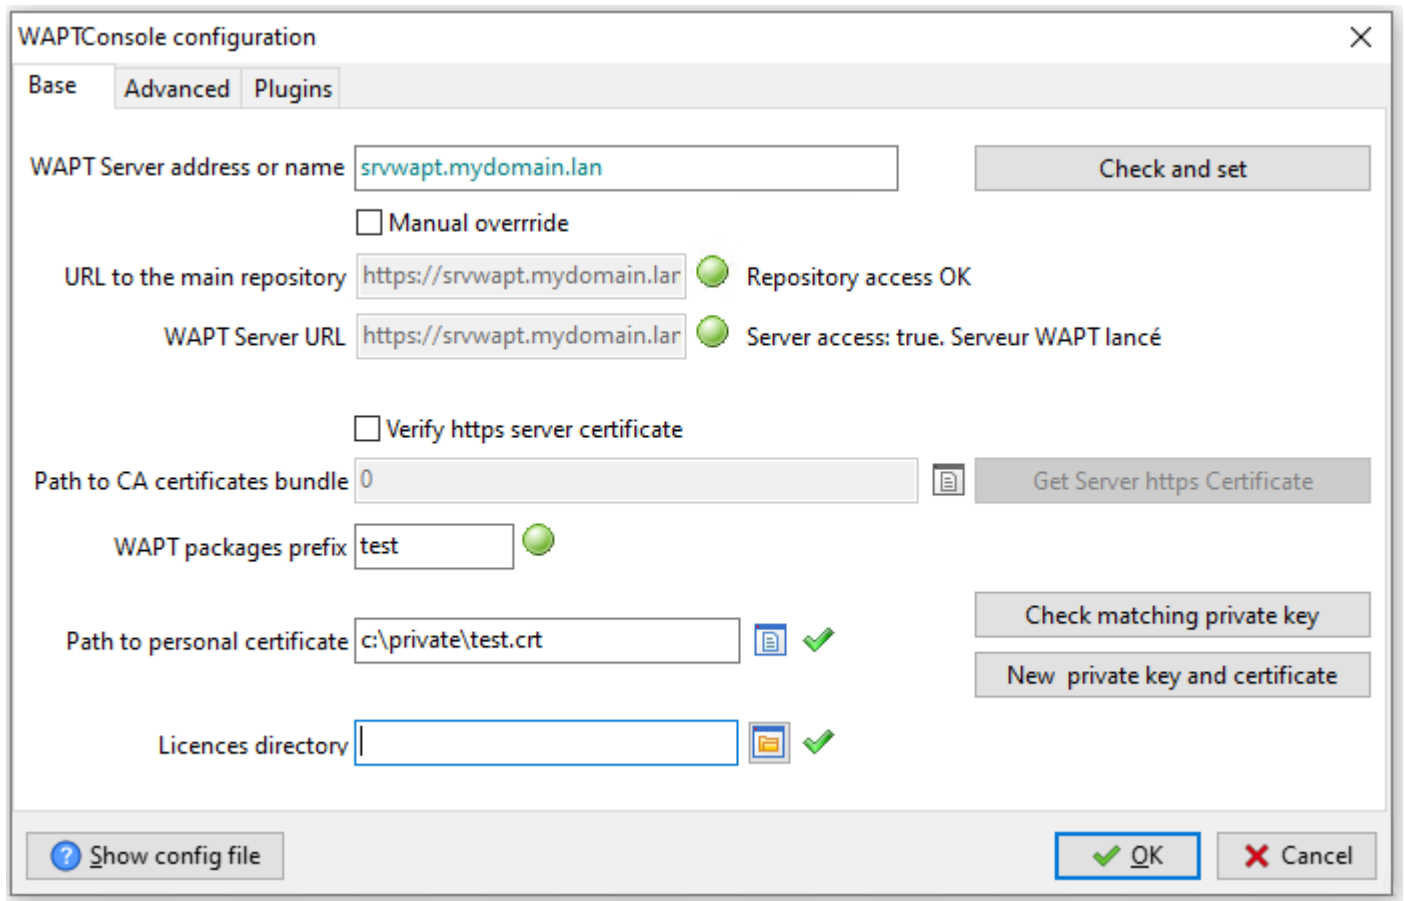 WAPTConsole configuration
Base Advanced Plugins
WAPT Server address or name srvwapt.mydomain.lan Check and set
Manual overrride
URL to the main repository https://srvwapt.mydomain.lan Repository access OK
WAPT Server URL https://srvwapt.mydomain.lan Server access: true. Serveur WAPT lancé
Verify https server certificate
Path to CA certificates bundle 0 Get Server https Certificate
WAPT packages prefix test
Check matching private key
Path to personal certificate c:\private\test.crt
New private key and certificate
Licences directory
Show config file OK Cancel